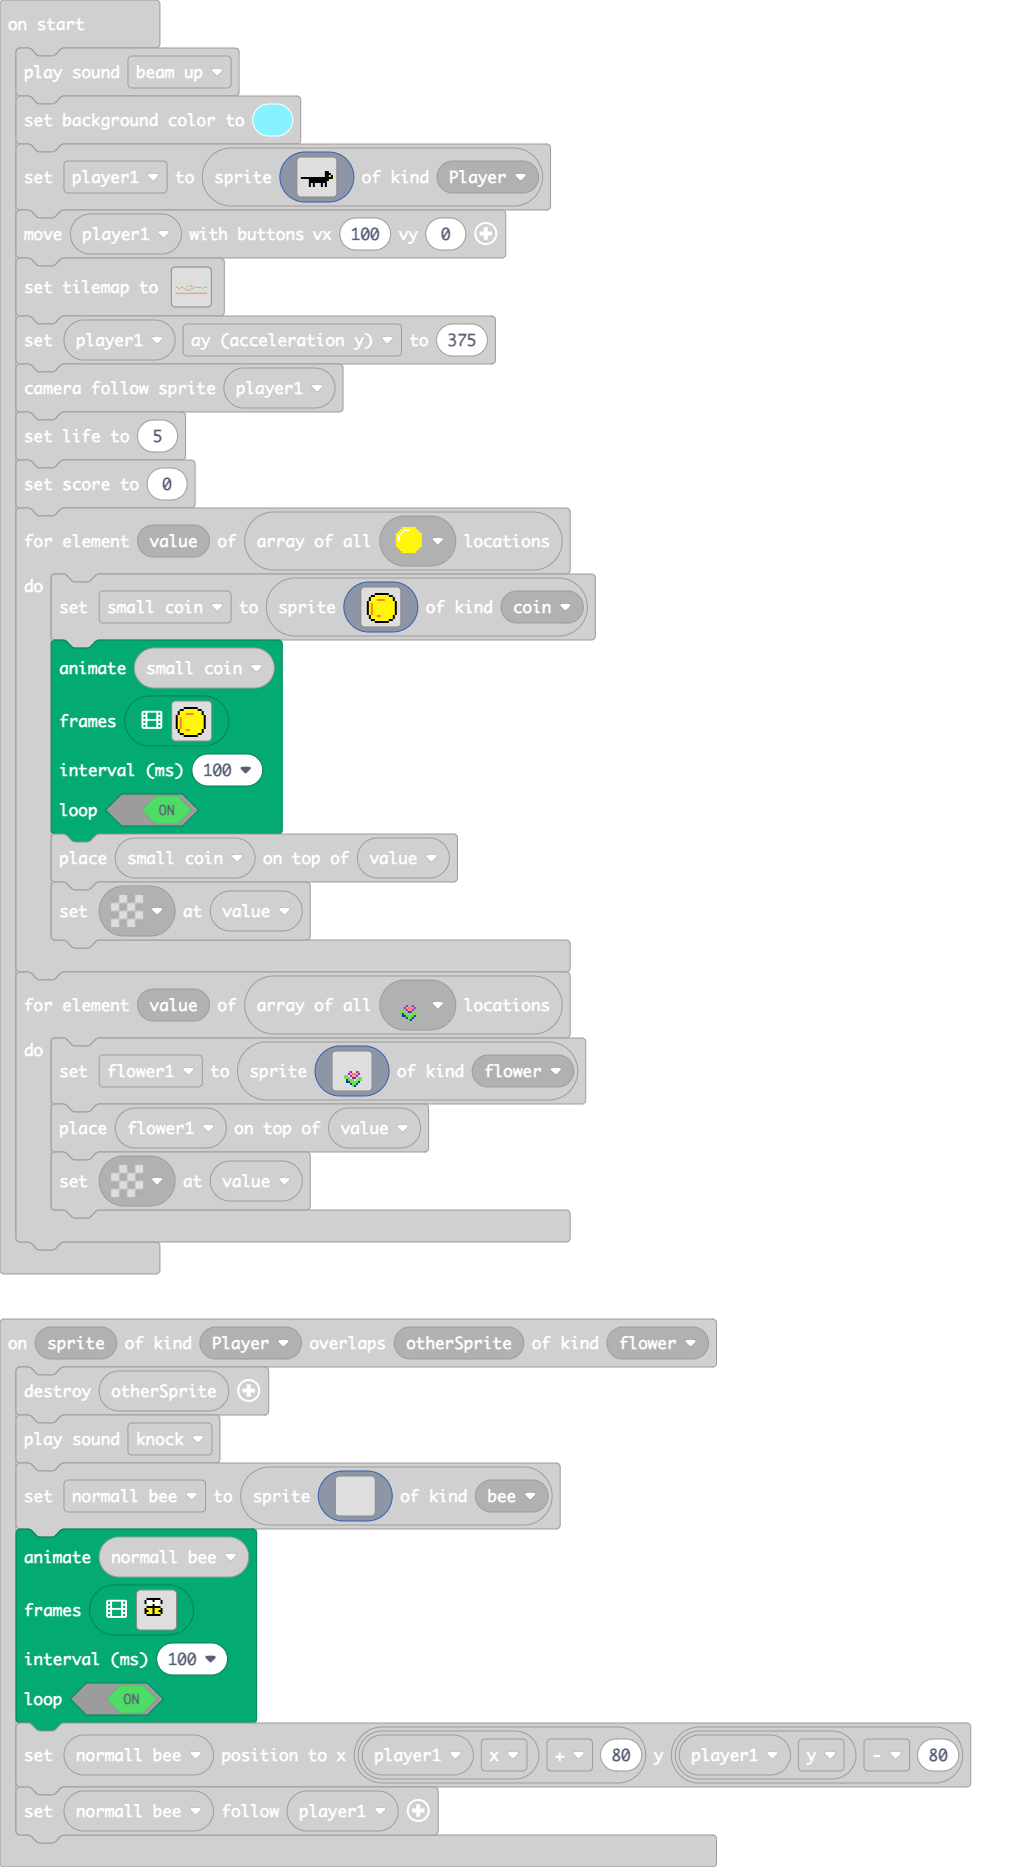 on start
play sound beam up
set background color to
set player1 to sprite of kind Player
move player1 with buttons vx 100 vy 0
set tilemap to
set player1 ay (acceleration y) to 375
camera follow sprite player1
set life to 5
set score to 0
for element value of array of all locations
do
set small coin to sprite of kind coin
animate small coin
frames
interval (ms) 100
loop ON
place small coin on top of value
set at value
for element value of array of all locations
do
set flower1 to sprite of kind flower
place flower1 on top of value
set at value
on sprite of kind Player overlaps otherSprite of kind flower
destroy otherSprite
play sound knock
set normall bee to sprite of kind bee
animate normall bee
frames
interval (ms) 100
loop ON
set normall bee position to x player1 x + 80 y player1 y - 80
set normall bee follow player1